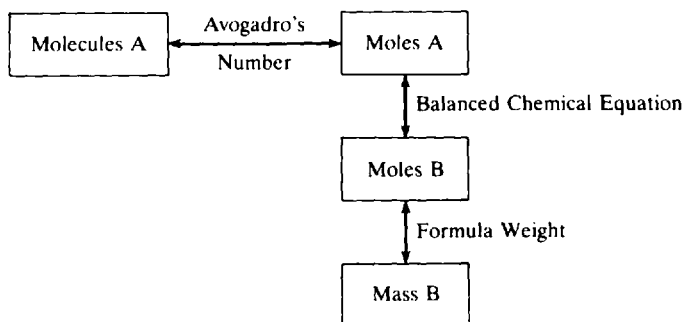 Molecules A
Avogadro's
Number
Moles A
Balanced Chemical Equation
Moles B
Formula Weight
Mass B